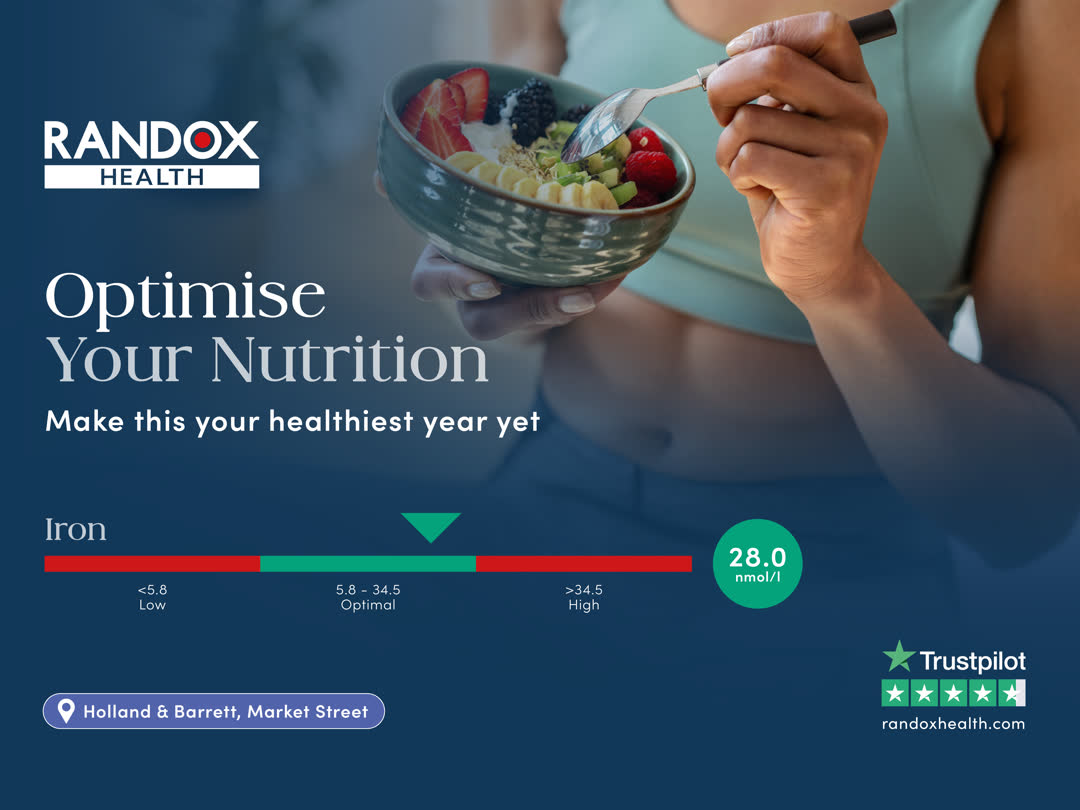 RANDOX
HEALTH
Optimise
Your Nutrition
Make this your healthiest year yet
Iron
28.0
nmol/l
<5.8
Low
5.8 - 34.5
Optimal
>34.5
High
Holland & Barrett, Market Street
Trustpilot
randoxhealth.com